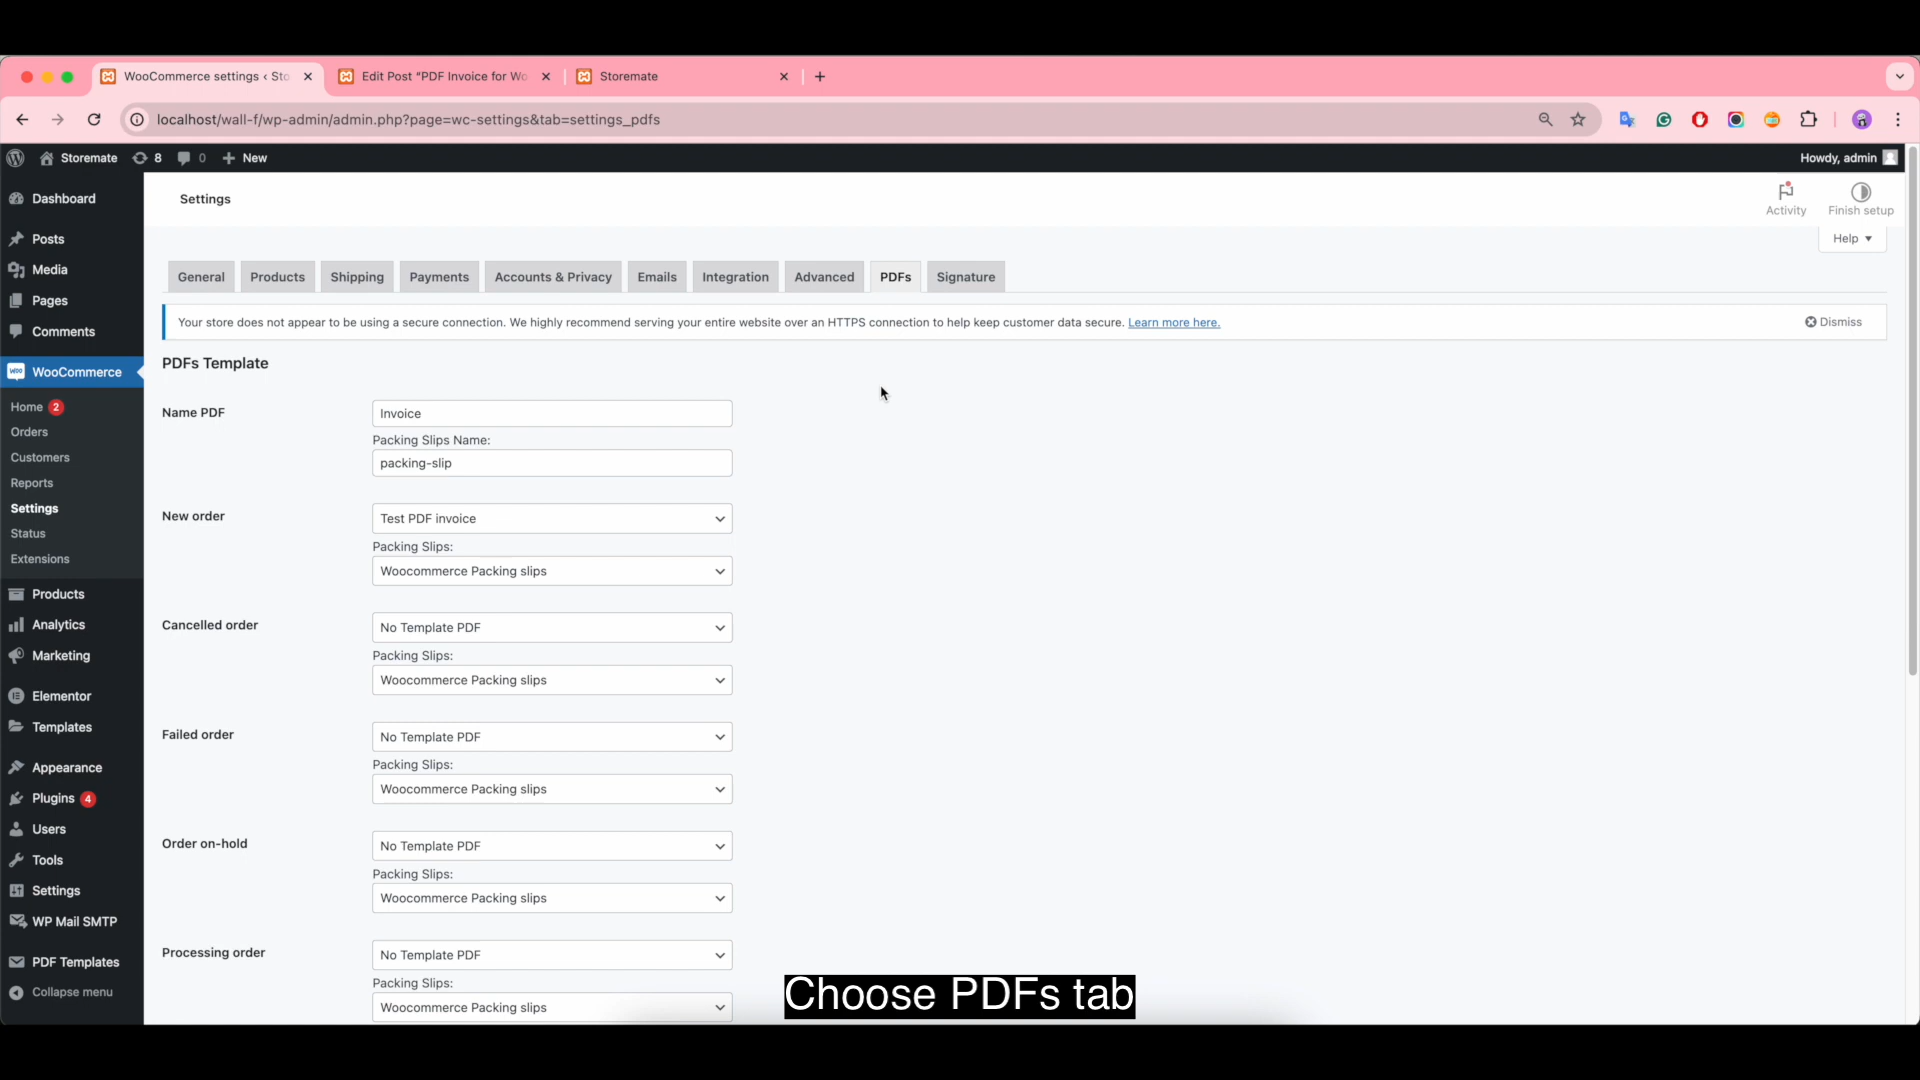 WooCommerce settings ‹ Sto
Edit Post “PDF Invoice for Wo
Storemate
localhost/wall-f/wp-admin/admin.php?page=wc-settings&tab=settings_pdfs
Storemate
8
0
New
Howdy, admin
Dashboard
Posts
Media
Pages
Comments
WooCommerce
Home 2
Orders
Customers
Reports
Settings
Status
Extensions
Products
Analytics
Marketing
Elementor
Templates
Appearance
Plugins 4
Users
Tools
Settings
WP Mail SMTP
PDF Templates
Collapse menu
Settings
Activity
Finish setup
Help
General
Products
Shipping
Payments
Accounts & Privacy
Emails
Integration
Advanced
PDFs
Signature
Your store does not appear to be using a secure connection. We highly recommend serving your entire website over an HTTPS connection to help keep customer data secure. Learn more here.
Dismiss
PDFs Template
Name PDF
Invoice
Packing Slips Name:
packing-slip
New order
Test PDF invoice
Packing Slips:
Woocommerce Packing slips
Cancelled order
No Template PDF
Packing Slips:
Woocommerce Packing slips
Failed order
No Template PDF
Packing Slips:
Woocommerce Packing slips
Order on-hold
No Template PDF
Packing Slips:
Woocommerce Packing slips
Processing order
No Template PDF
Packing Slips:
Woocommerce Packing slips
Choose PDFs tab